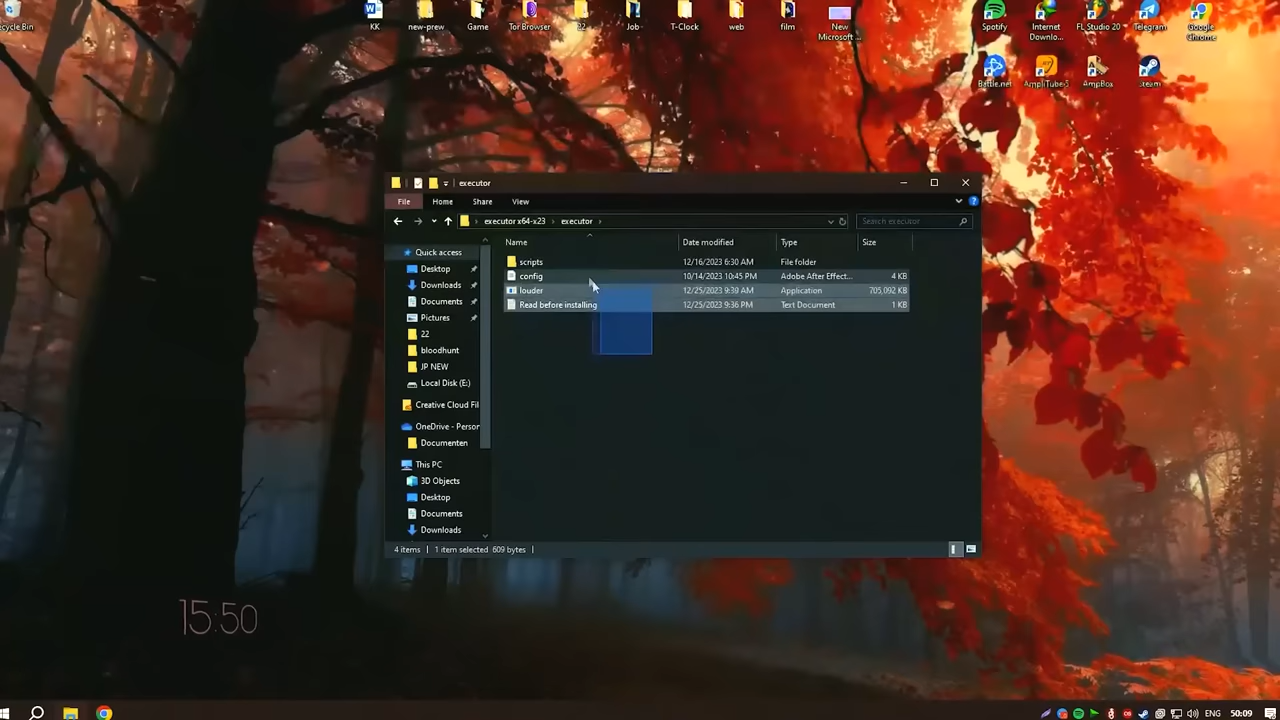 Recycle Bin
KK
new-prew
Game
Tor Browser
22
Job
T-Clock
web
film
New Microsoft ...
Spotify
Internet Downlo...
FL Studio 20
Telegram
Google Chrome
Battle.net
AmpliTube 5
AmpBox
Steam
executor
File Home Share View
executor x64-x23 > executor >
Search executor
Name Date modified Type Size
scripts 12/16/2023 6:30 AM File folder
config 10/14/2023 10:45 PM Adobe After Effect... 4 KB
louder 12/25/2023 9:39 AM Application 705,092 KB
Read before installing 12/25/2023 9:36 PM Text Document 1 KB
Quick access
Desktop
Downloads
Documents
Pictures
22
bloodhunt
JP NEW
Local Disk (E:)
Creative Cloud Fil
OneDrive - Person
Documenten
This PC
3D Objects
Desktop
Documents
Downloads
4 items 1 item selected 609 bytes
15:50
ENG 50:09